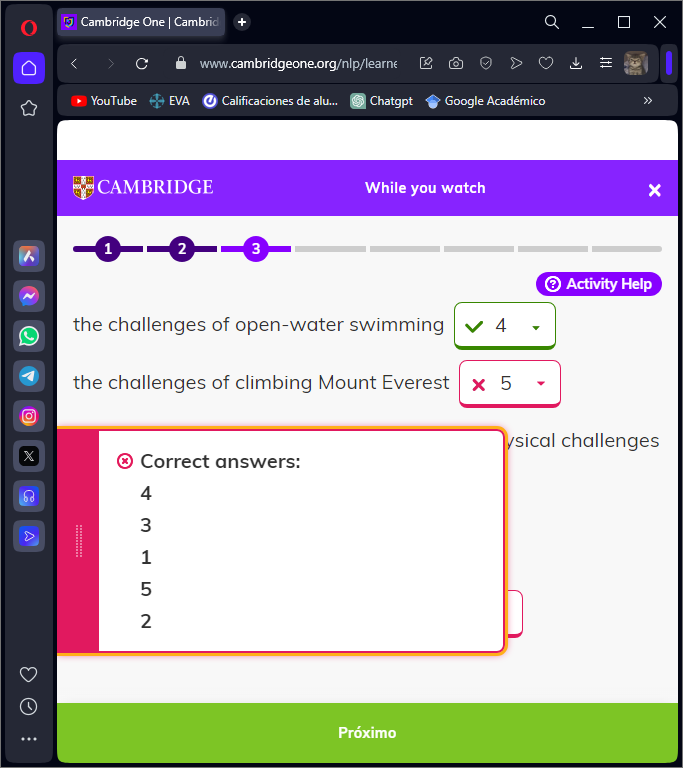 Cambridge One | Cambrid
www.cambridgeone.org/nlp/learne
YouTube EVA Calificaciones de alu... Chatgpt Google Académico »
CAMBRIDGE While you watch
1 2 3
Activity Help
the challenges of open-water swimming 4
the challenges of climbing Mount Everest 5
ysical challenges
Correct answers:
4
3
1
5
2
Próximo